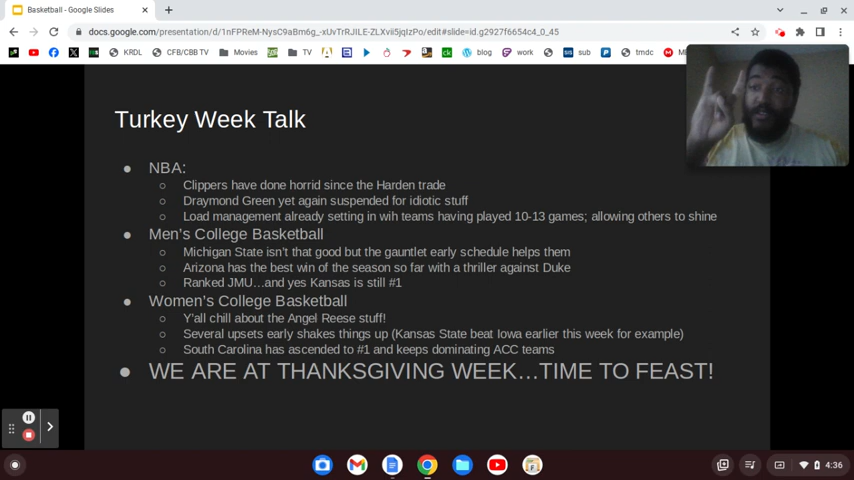 Basketball - Google Slides
docs.google.com/presentation/d/1nFPReM-NysC9aBm6g_-xUvTrRJILE-ZLXvii5jqIzPo/edit#slide=id.g2927f6654c4_0_45
KRDL
CFB/CBB TV
Movies
TV
blog
work
sub
tmdc
Turkey Week Talk
● NBA:
○ Clippers have done horrid since the Harden trade
○ Draymond Green yet again suspended for idiotic stuff
○ Load management already setting in wih teams having played 10-13 games; allowing others to shine
● Men's College Basketball
○ Michigan State isn't that good but the gauntlet early schedule helps them
○ Arizona has the best win of the season so far with a thriller against Duke
○ Ranked JMU…and yes Kansas is still #1
● Women's College Basketball
○ Y'all chill about the Angel Reese stuff!
○ Several upsets early shakes things up (Kansas State beat Iowa earlier this week for example)
○ South Carolina has ascended to #1 and keeps dominating ACC teams
● WE ARE AT THANKSGIVING WEEK…TIME TO FEAST!
4:36